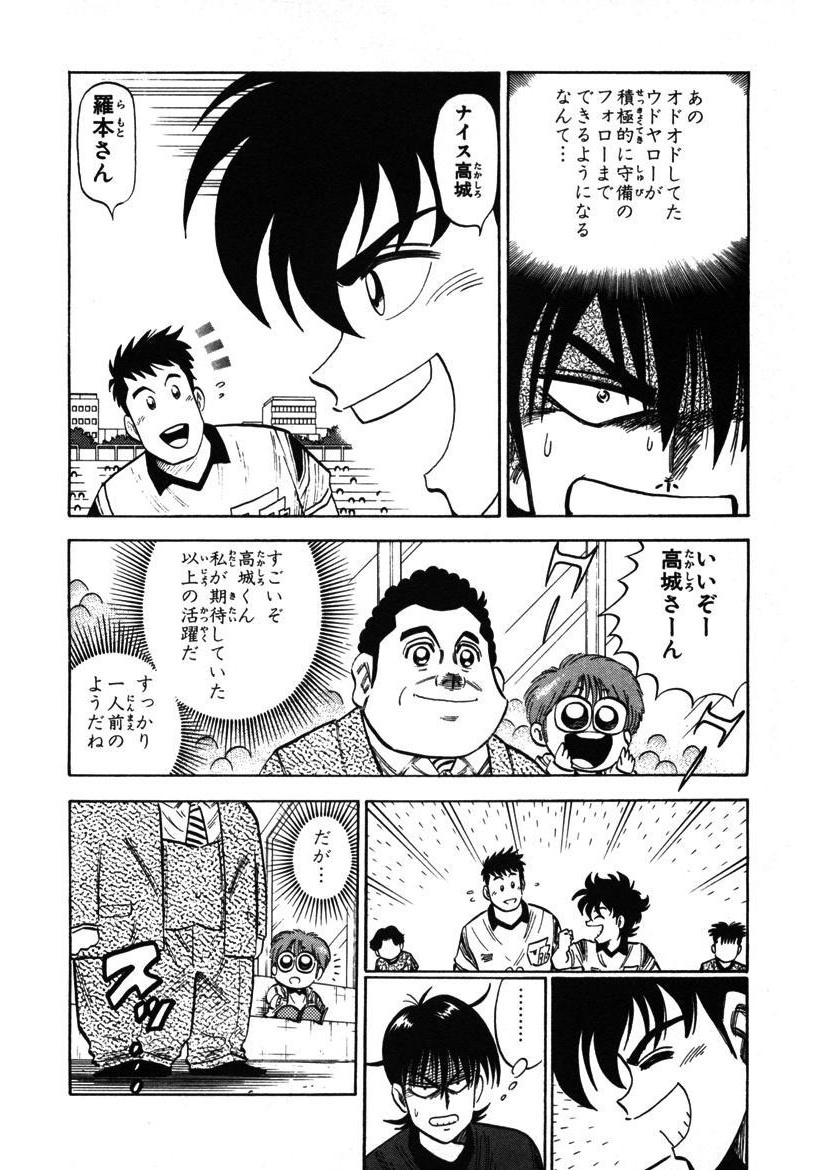 あの
オドオドしてた
ウドヤローが
積極的に守備の
フォローまで
できるようになる
なんて…
ナイス高城
羅本さん
いいぞー
高城さーん
すごいぞ
高城くん
私が期待していた
以上の活躍だ
すっかり
一人前の
ようだね
………
だが…
スッ…